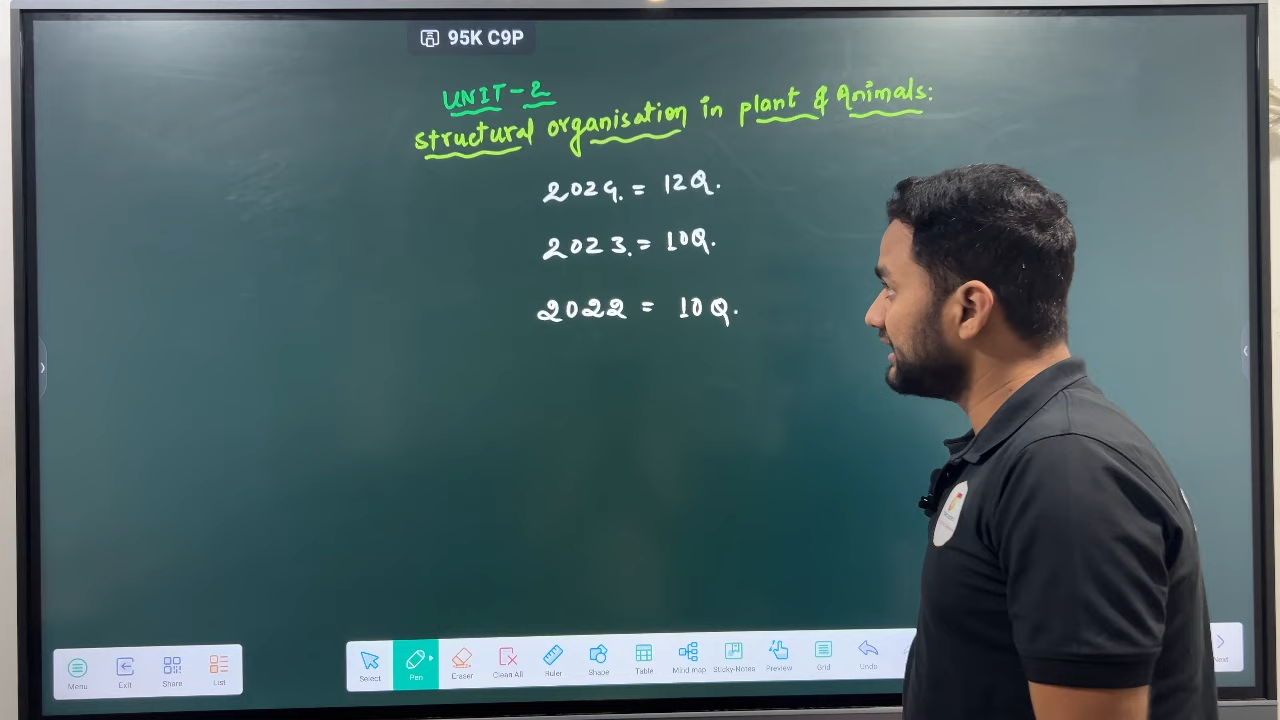 95K C9P
UNIT-2
structural organisation in plant & Animals:
2024. = 12Q.
2023. = 10Q.
2022 = 10Q.
Menu Exit Share List Select Pen Eraser Clean All Ruler Shape Table Mind map Sticky-Notes Preview Grid Undo Next